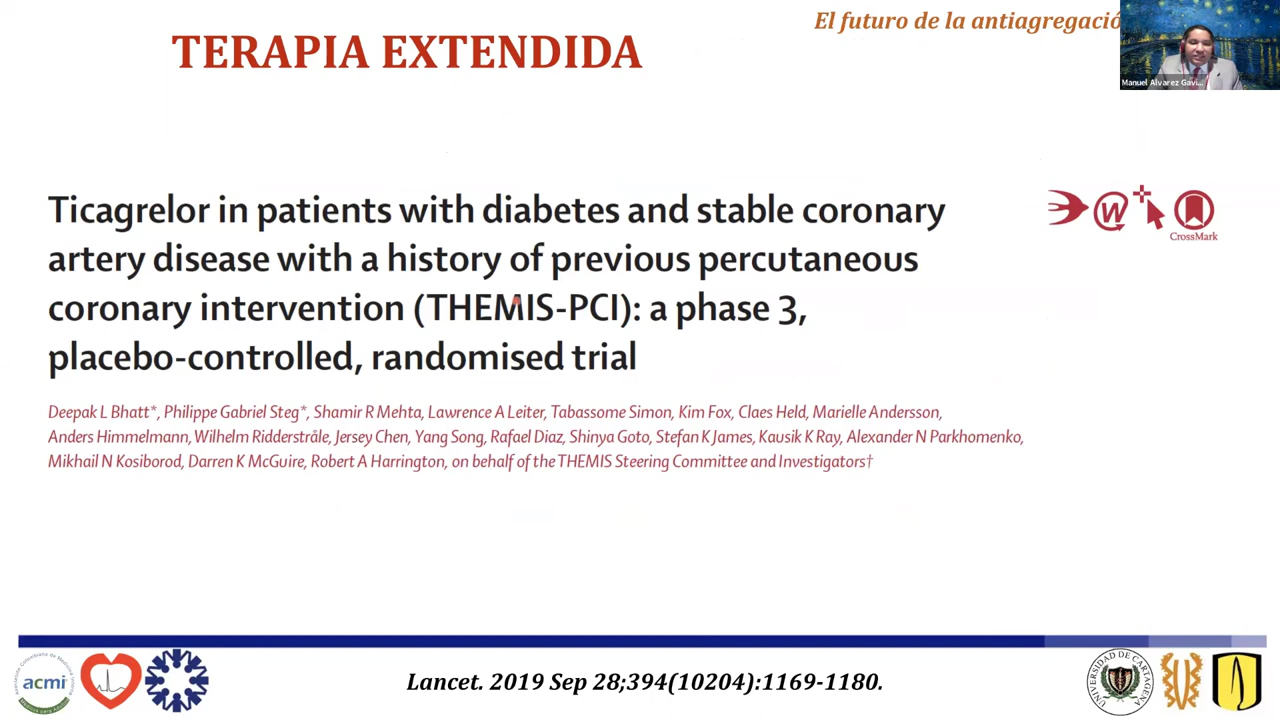 El futuro de la antiagregació
TERAPIA EXTENDIDA
Manuel Alvarez Gavi...
Ticagrelor in patients with diabetes and stable coronary
artery disease with a history of previous percutaneous
coronary intervention (THEMIS-PCI): a phase 3,
placebo-controlled, randomised trial
CrossMark
Deepak L Bhatt*, Philippe Gabriel Steg*, Shamir R Mehta, Lawrence A Leiter, Tabassome Simon, Kim Fox, Claes Held, Marielle Andersson,
Anders Himmelmann, Wilhelm Ridderstråle, Jersey Chen, Yang Song, Rafael Diaz, Shinya Goto, Stefan K James, Kausik K Ray, Alexander N Parkhomenko,
Mikhail N Kosiborod, Darren K McGuire, Robert A Harrington, on behalf of the THEMIS Steering Committee and Investigators†
acmi
Lancet. 2019 Sep 28;394(10204):1169-1180.
UNIVERSIDAD DE CARTAGENA